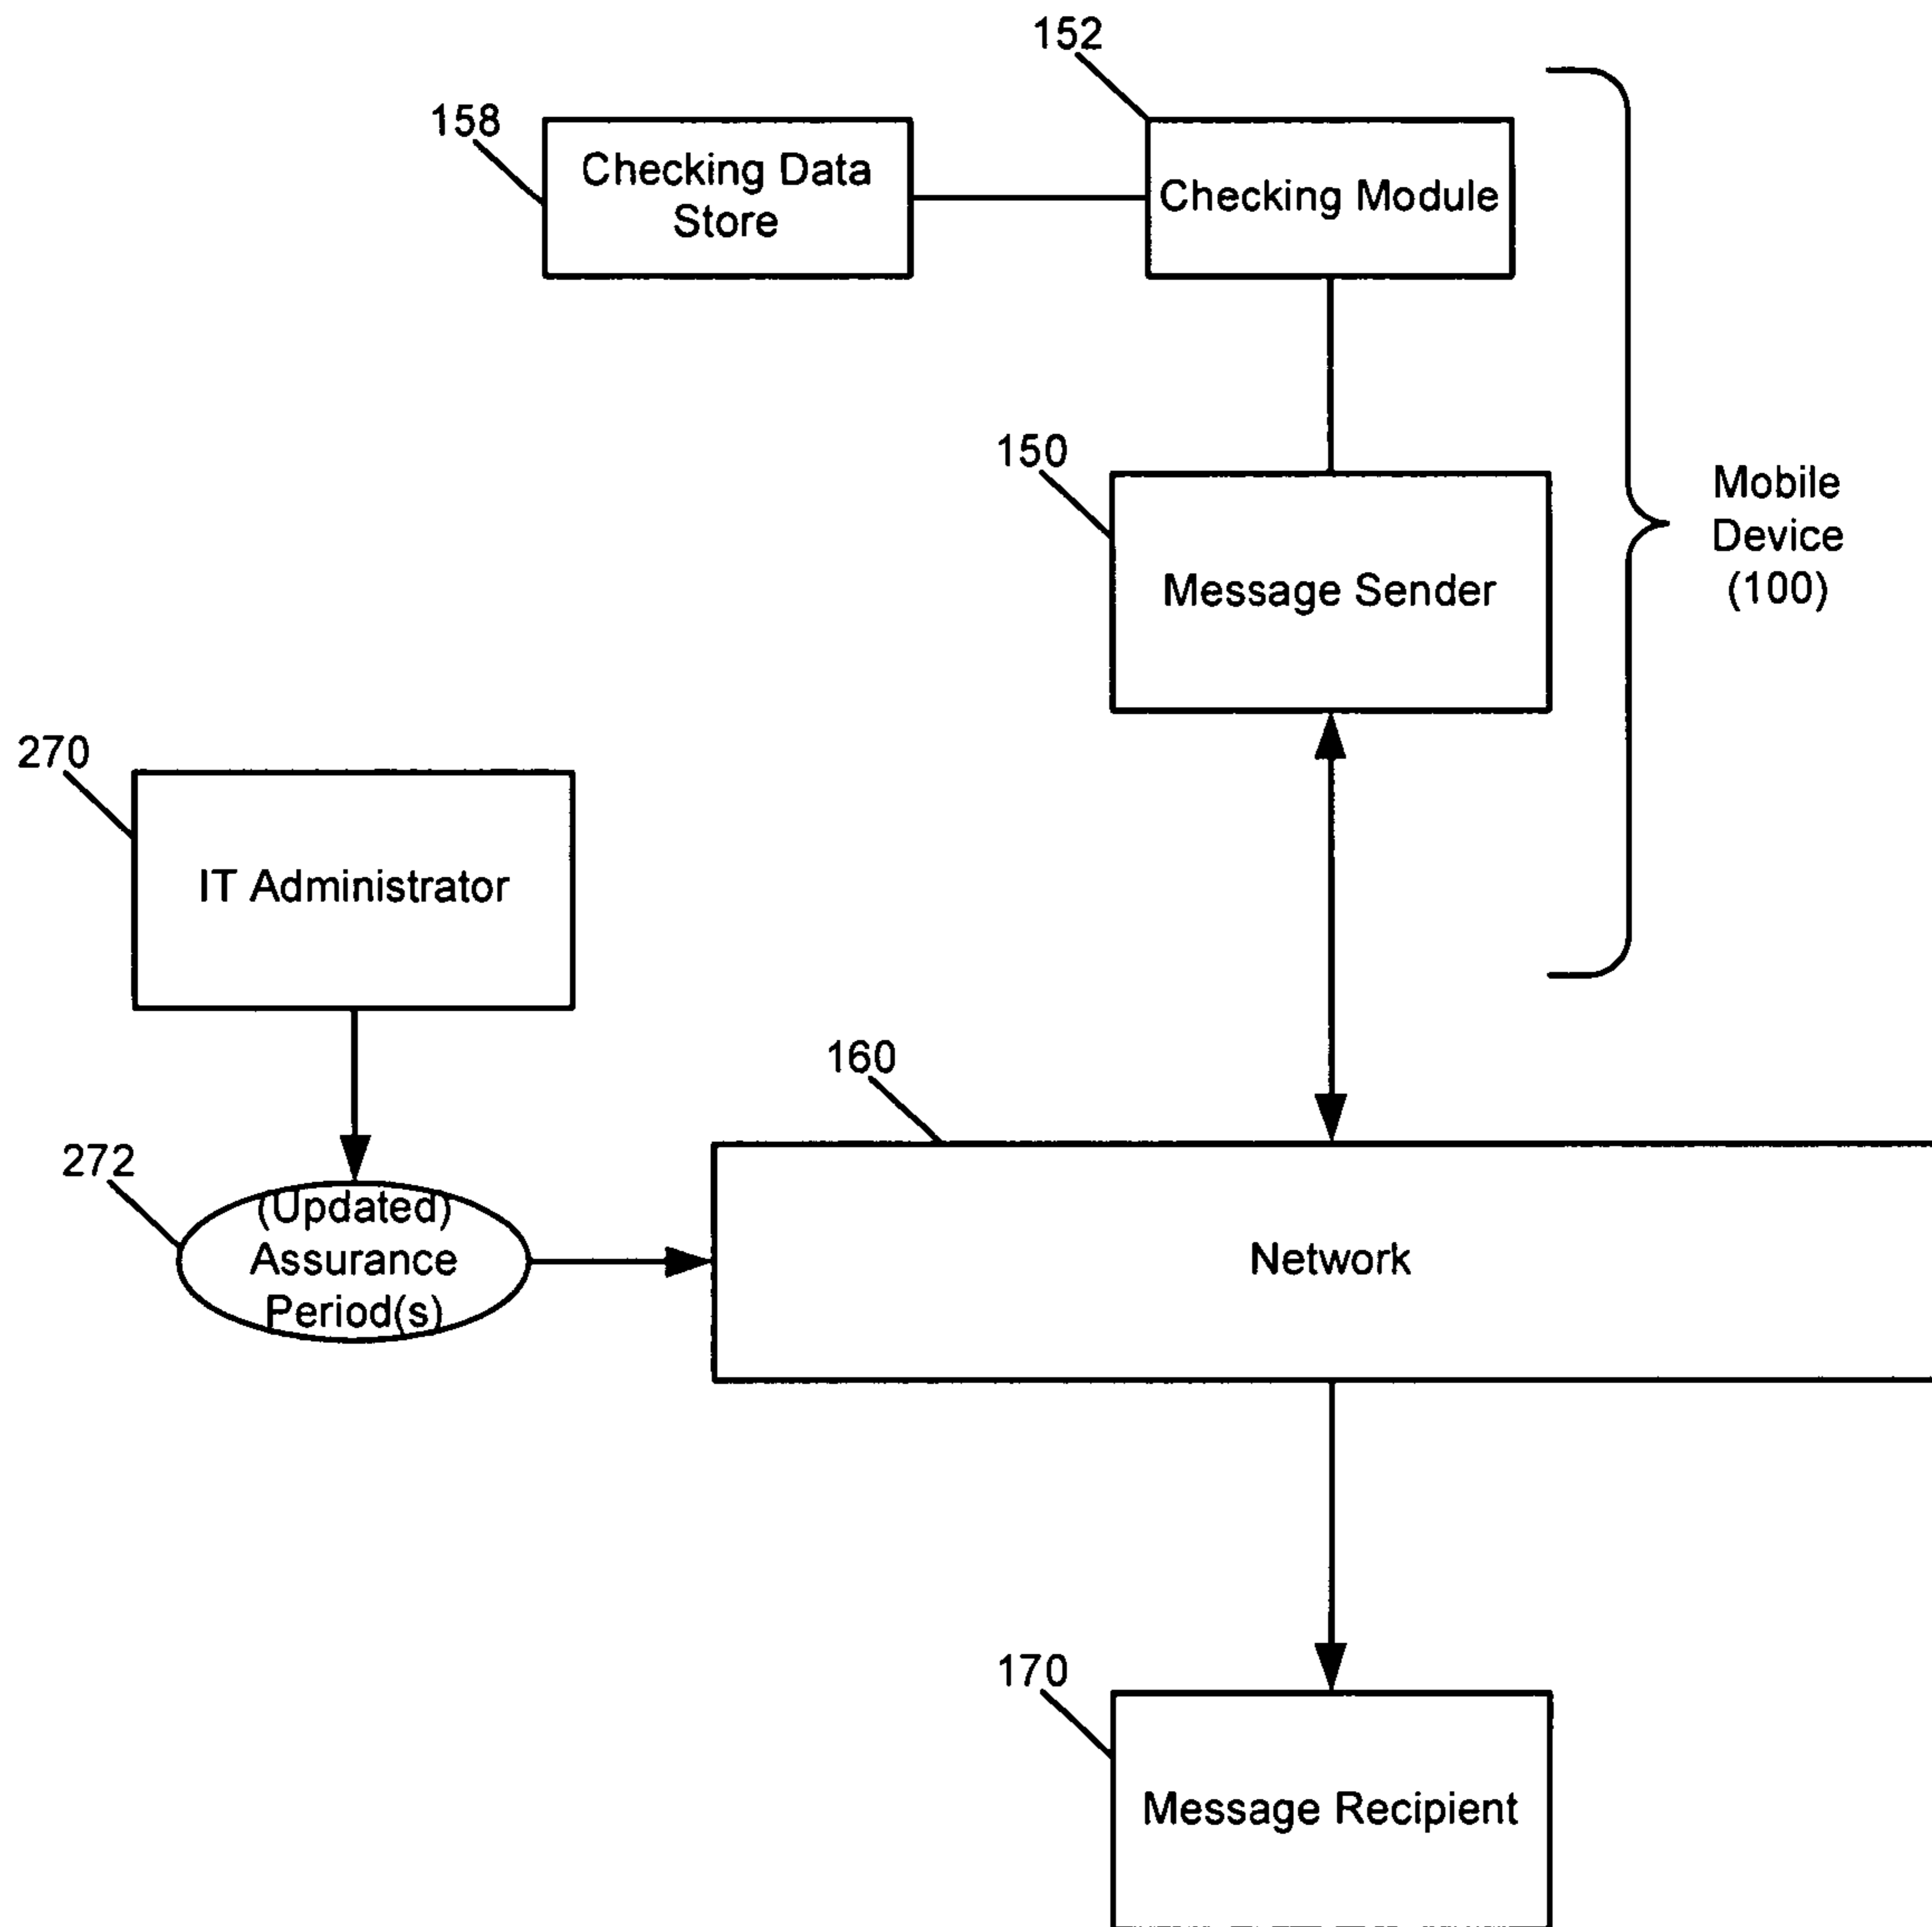 152
158
Checking Data
Store
Checking Module
150
Message Sender
Mobile
Device
(100)
270
IT Administrator
160
272
(Updated)
Assurance
Period(s)
Network
170
Message Recipient